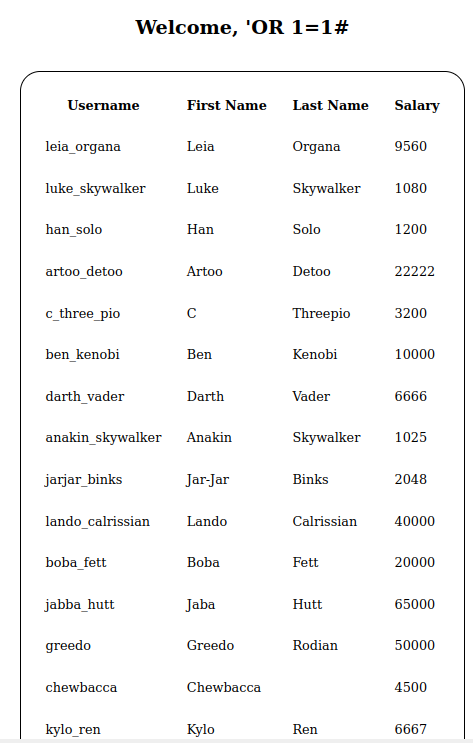 Welcome, 'OR 1=1#
Username First Name Last Name Salary
leia_organa Leia Organa 9560
luke_skywalker Luke Skywalker 1080
han_solo Han Solo 1200
artoo_detoo Artoo Detoo 22222
c_three_pio C Threepio 3200
ben_kenobi Ben Kenobi 10000
darth_vader Darth Vader 6666
anakin_skywalker Anakin Skywalker 1025
jarjar_binks Jar-Jar Binks 2048
lando_calrissian Lando Calrissian 40000
boba_fett Boba Fett 20000
jabba_hutt Jaba Hutt 65000
greedo Greedo Rodian 50000
chewbacca Chewbacca 4500
kylo_ren Kylo Ren 6667